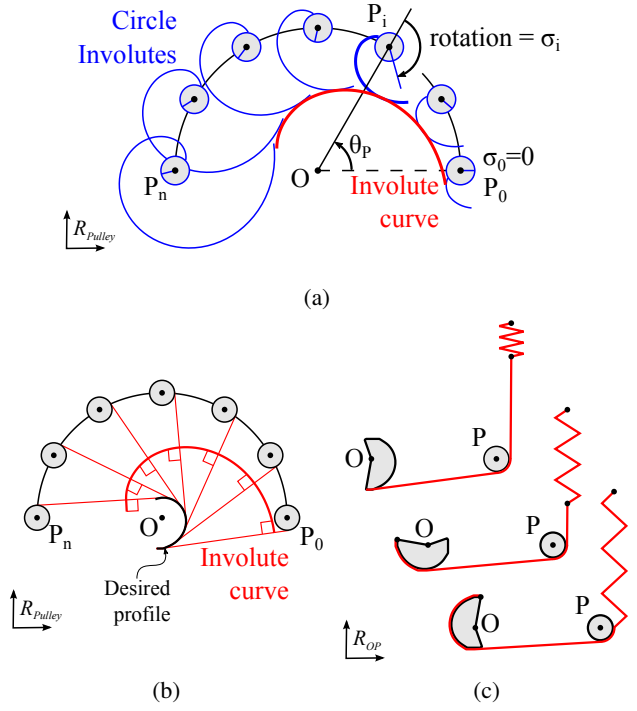 Circle
Involutes
P_i
rotation = σ_i
θ_P
σ_0=0
P_n
O
Involute
curve
P_0
R_Pulley
(a)
P_n
O
P_0
Involute
curve
Desired
profile
R_Pulley
(b)
O
P
O
P
O
P
R_OP
(c)